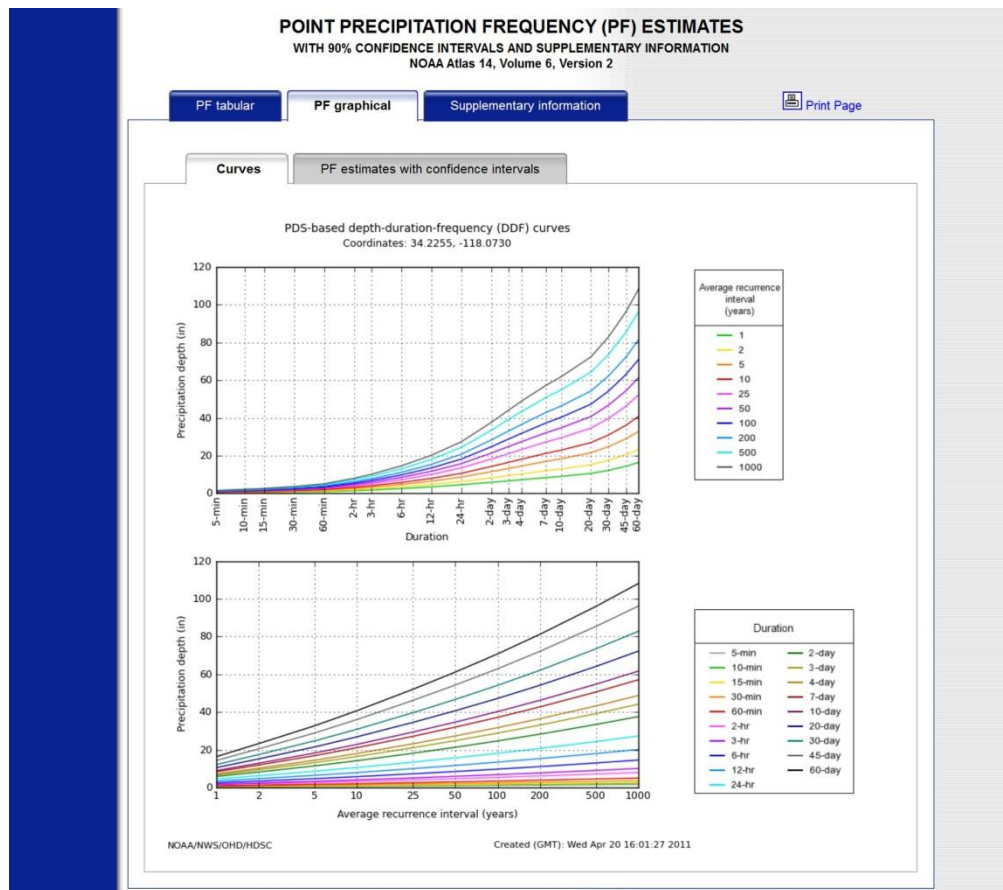 POINT PRECIPITATION FREQUENCY (PF) ESTIMATES
WITH 90% CONFIDENCE INTERVALS AND SUPPLEMENTARY INFORMATION
NOAA Atlas 14, Volume 6, Version 2
PF tabular
PF graphical
Supplementary information
Print Page
Curves
PF estimates with confidence intervals
PDS-based depth-duration-frequency (DDF) curves
Coordinates: 34.2255, -118.0730
120
100
80
60
40
20
0
Precipitation depth (in)
5-min
10-min
15-min
30-min
60-min
2-hr
3-hr
6-hr
12-hr
24-hr
2-day
3-day
4-day
7-day
10-day
20-day
30-day
45-day
60-day
Duration
Average recurrence
interval
(years)
1
2
5
10
25
50
100
200
500
1000
120
100
80
60
40
20
0
Precipitation depth (in)
1
2
5
10
25
50
100
200
500
1000
Average recurrence interval (years)
Duration
5-min
10-min
15-min
30-min
60-min
2-hr
3-hr
6-hr
12-hr
24-hr
2-day
3-day
4-day
7-day
10-day
20-day
30-day
45-day
60-day
NOAA/NWS/OHD/HDSC
Created (GMT): Wed Apr 20 16:01:27 2011